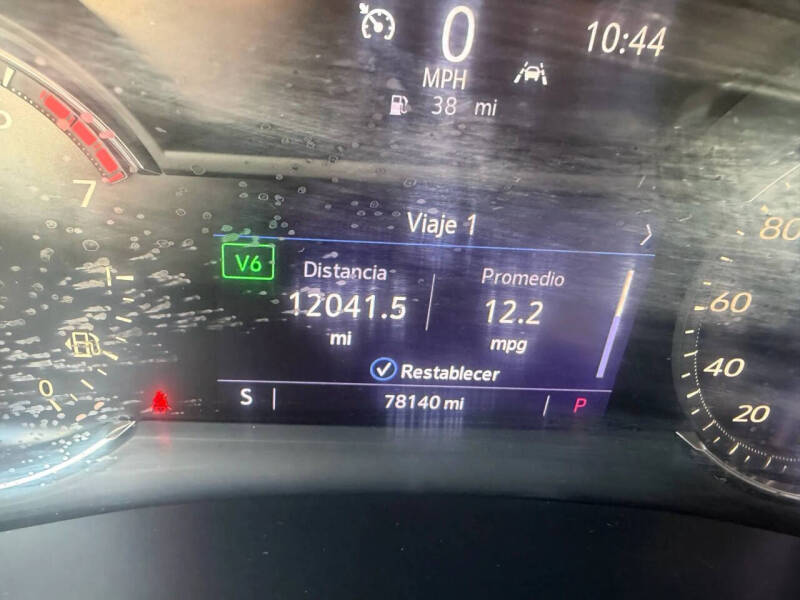 0
10:44
MPH
38 mi
7
Viaje 1
80
V6
Distancia
Promedio
12041.5
12.2
60
mi
mpg
Restablecer
40
0
S
78140 mi
P
20